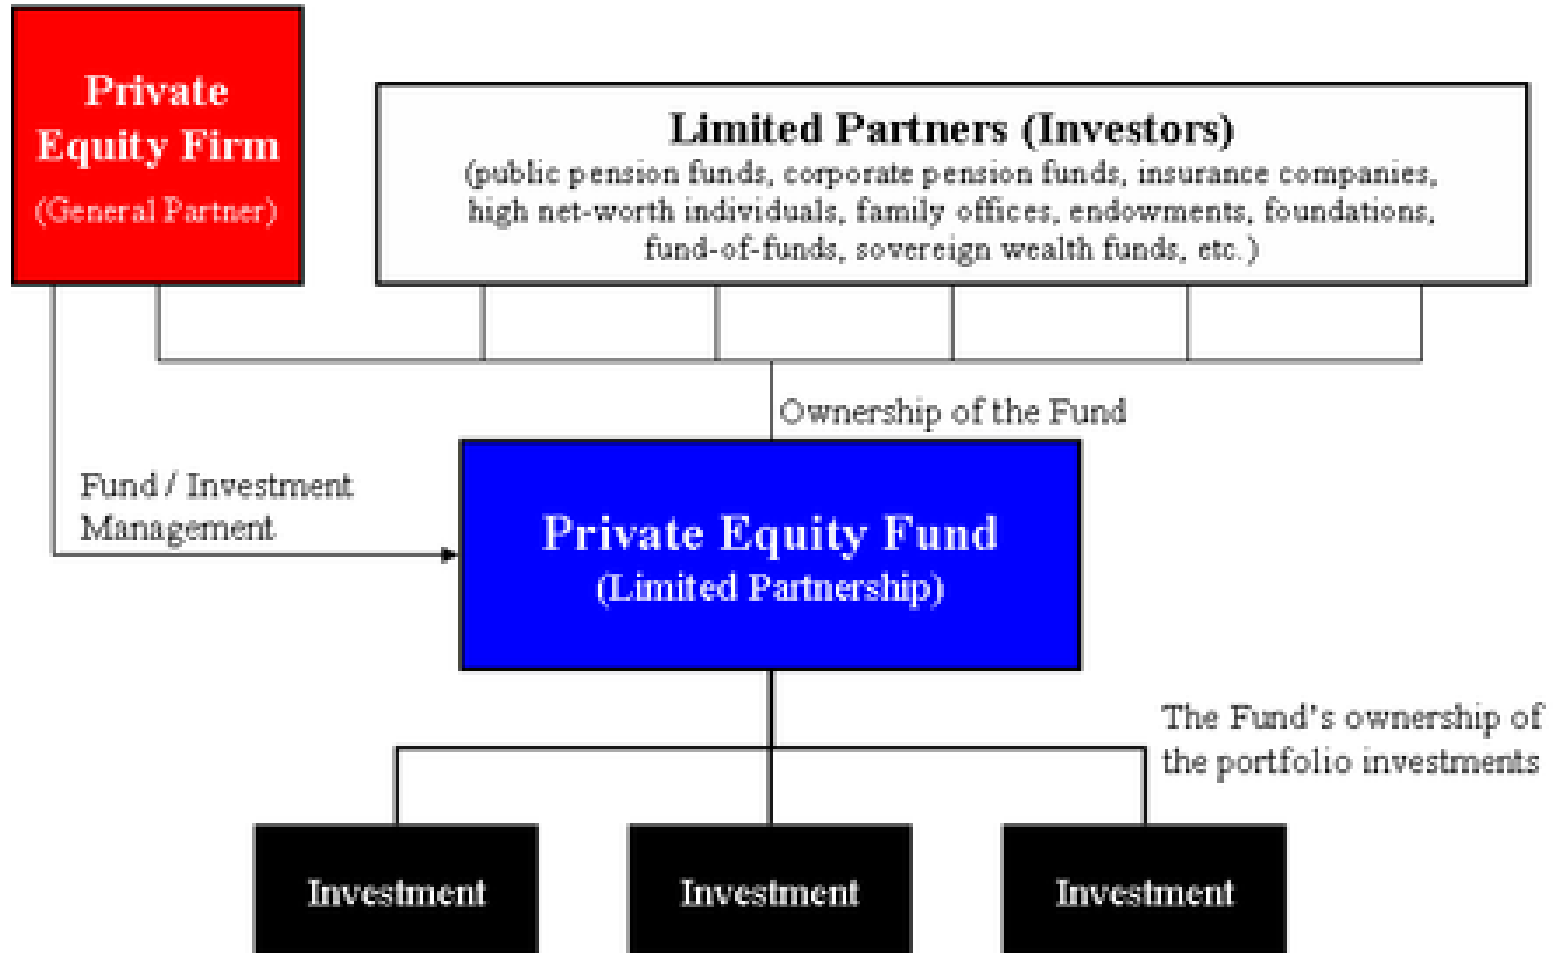 Private
Equity Firm
(General Partner)
Limited Partners (Investors)
(public pension funds, corporate pension funds, insurance companies,
high net-worth individuals, family offices, endowments, foundations,
fund-of-funds, sovereign wealth funds, etc.)
Ownership of the Fund
Fund / Investment
Management
Private Equity Fund
(Limited Partnership)
The Fund's ownership of
the portfolio investments
Investment
Investment
Investment